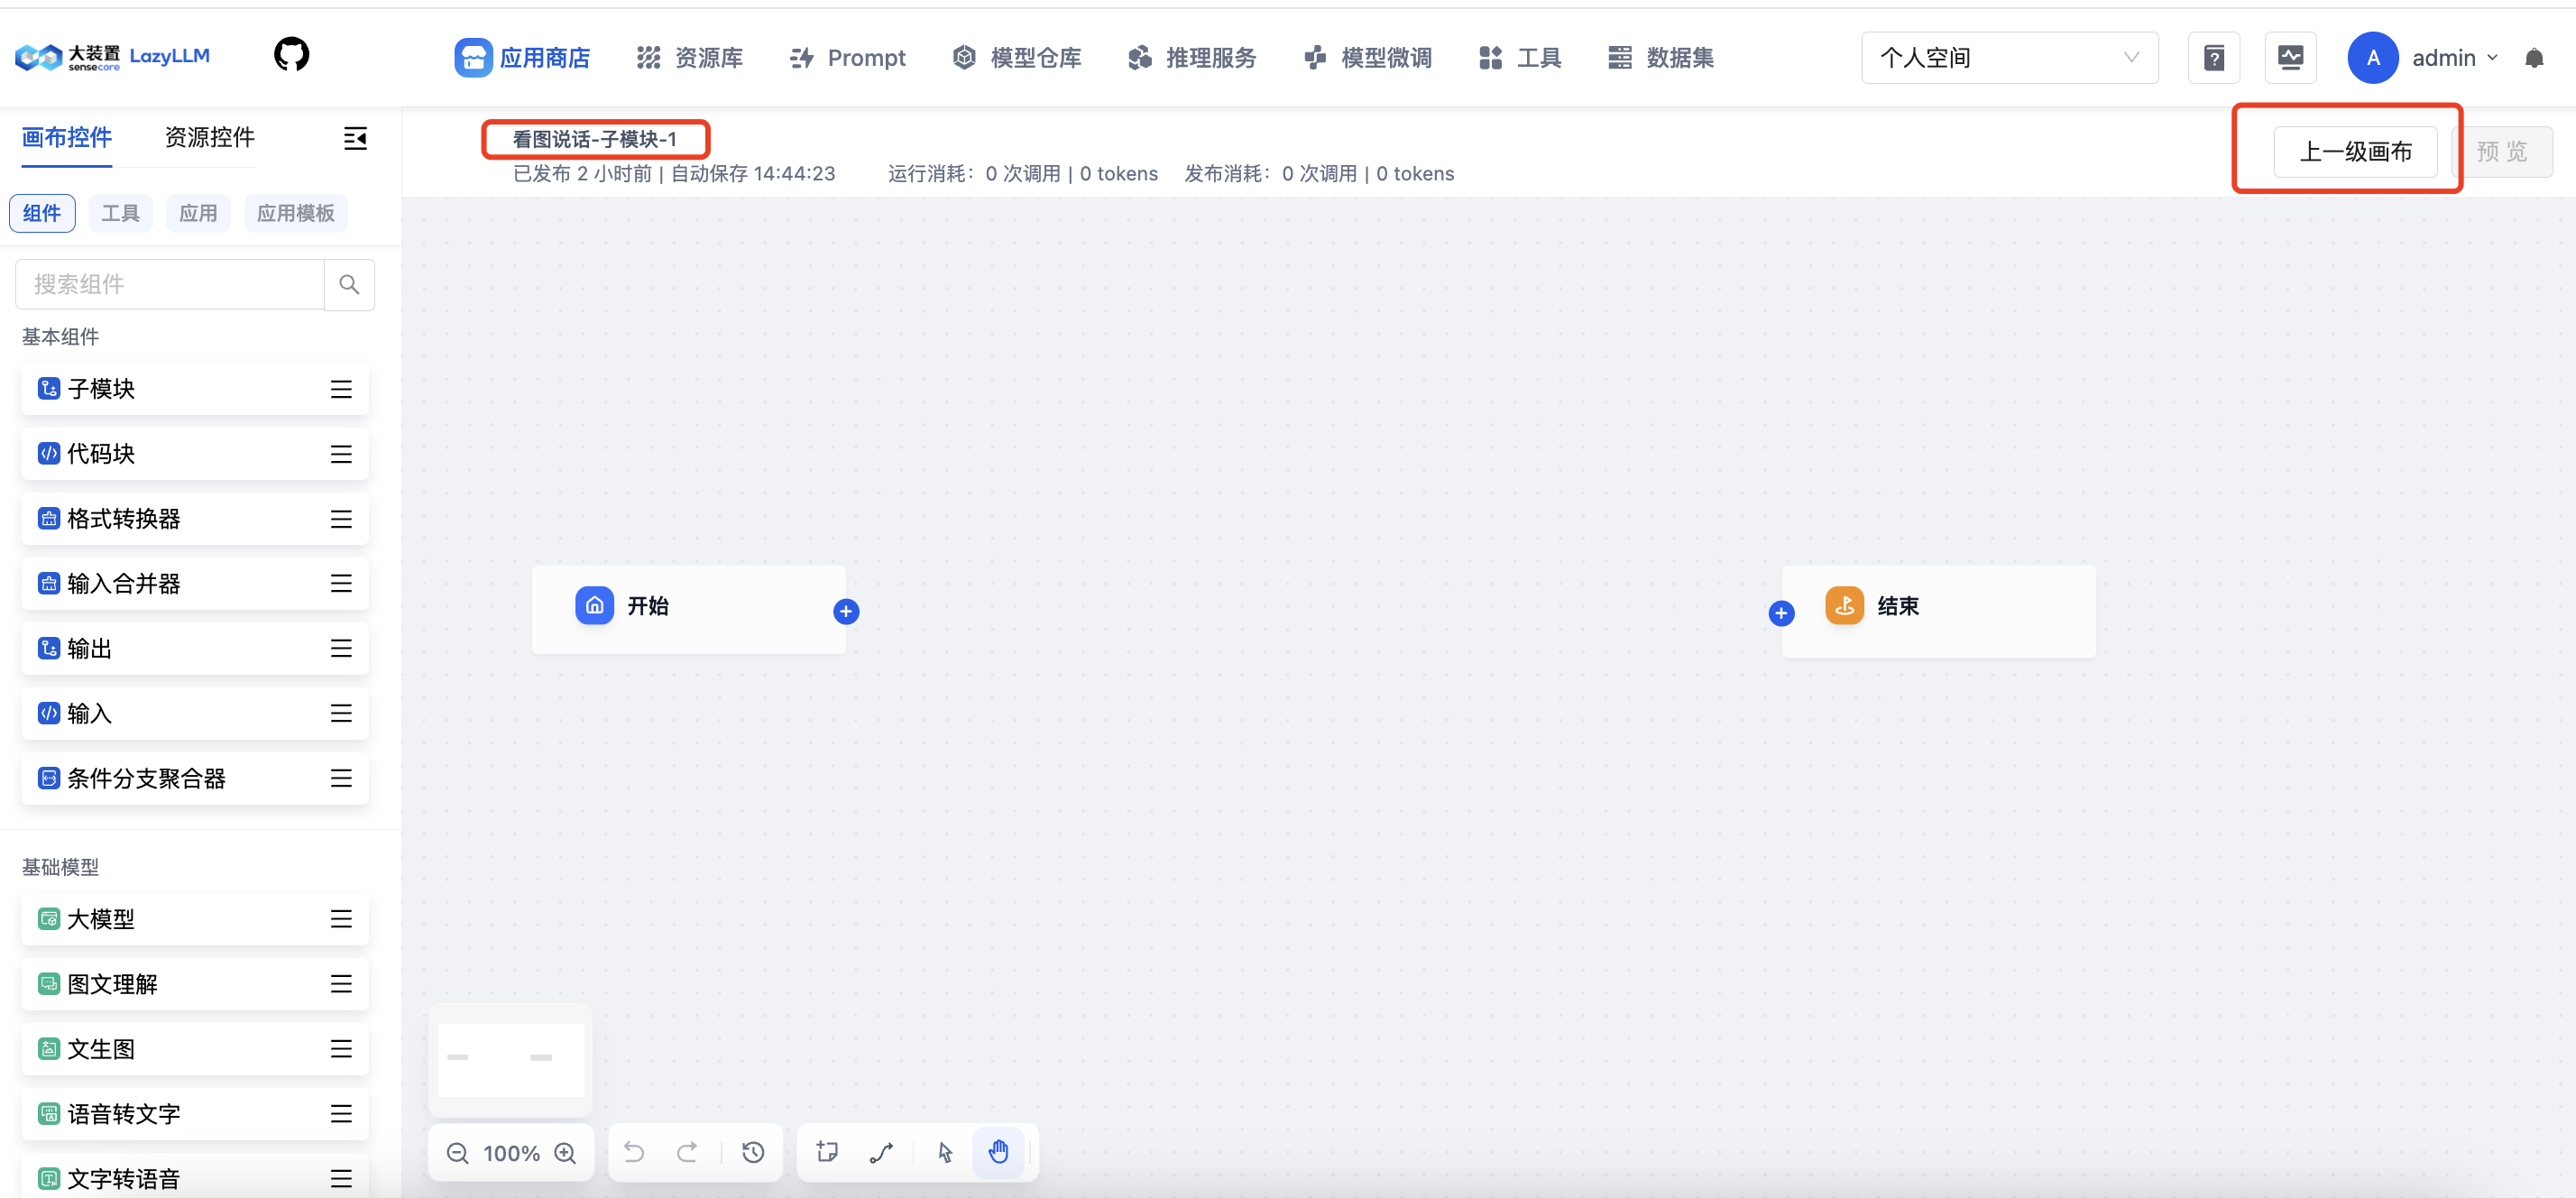 大装置
sensecore
LazyLLM
应用商店
资源库
Prompt
模型仓库
推理服务
模型微调
工具
数据集
个人空间
A
admin
画布控件
资源控件
看图说话-子模块-1
已发布 2 小时前 | 自动保存 14:44:23
运行消耗：0 次调用 | 0 tokens
发布消耗：0 次调用 | 0 tokens
上一级画布
预 览
组件
工具
应用
应用模板
搜索组件
基本组件
子模块
代码块
格式转换器
输入合并器
输出
输入
条件分支聚合器
基础模型
大模型
图文理解
文生图
语音转文字
文字转语音
开始
结束
100%